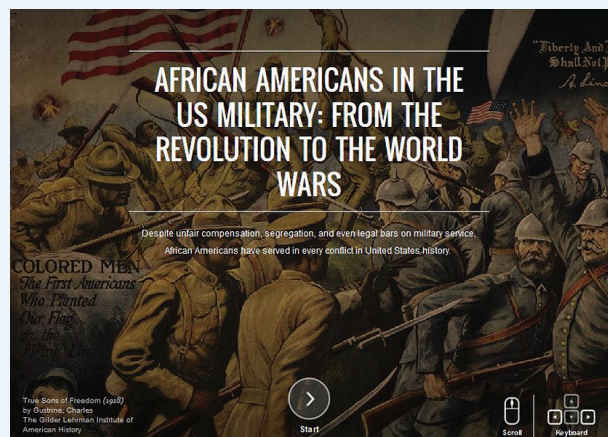 "Liberty And
Shall Not P
A. Linc
AFRICAN AMERICANS IN THE
US MILITARY: FROM THE
REVOLUTION TO THE WORLD
WARS
Despite unfair compensation, segregation, and even legal bars on military service,
African Americans have served in every conflict in United States history.
COLORED MEN
The First Americans
Who Planted
Our Flag
on the
Firing Line
True Sons of Freedom (1918)
by Gustrine, Charles
The Gilder Lehrman Institute of
American History
Start
Scroll
Keyboard